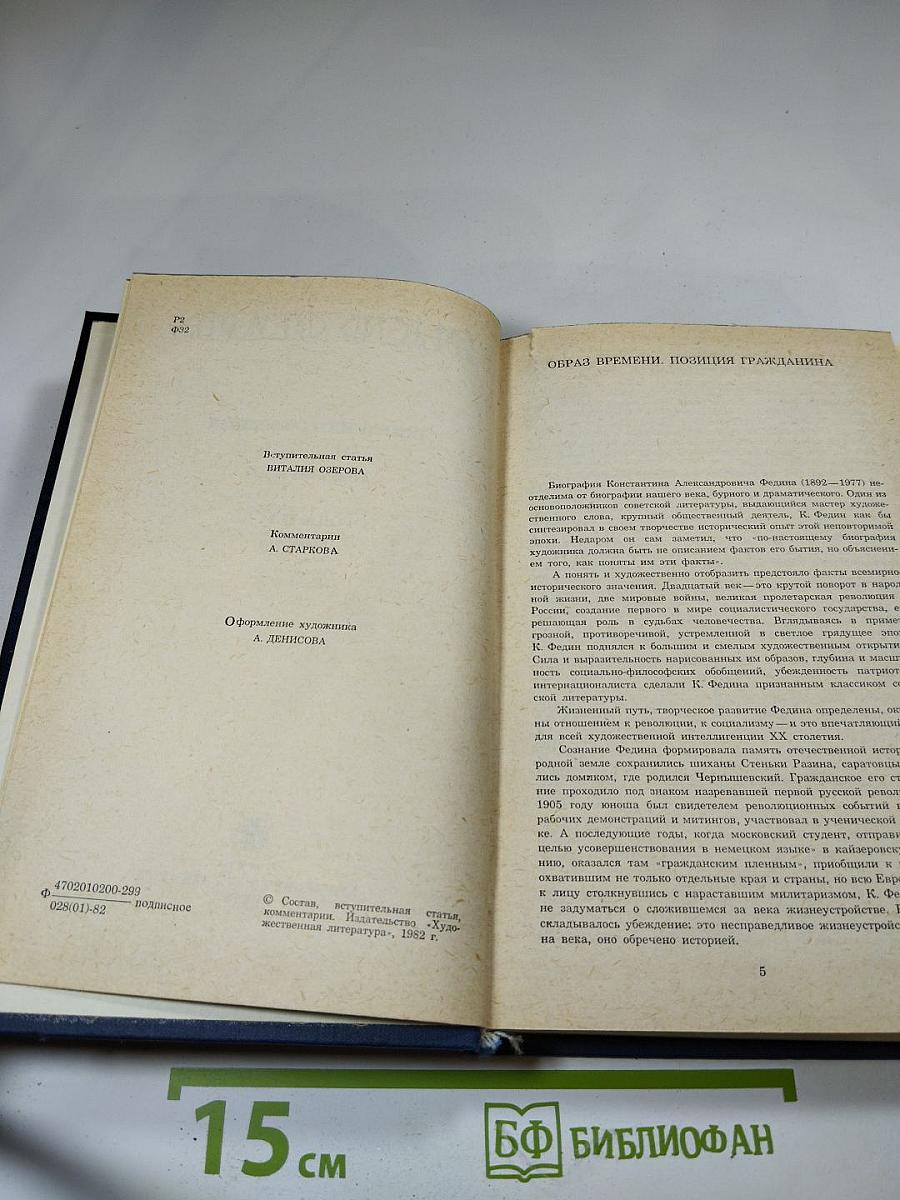 Р2
Ф32
Вступительная статья
ВИТАЛИЯ ОЗЕРОВА
Комментарии
А. СТАРКОВА
Оформление художника
А. ДЕНИСОВА
Ф 4702010200-299
028(01)-82 подписное
© Состав, вступительная статья,
комментарии. Издательство «Худо-
жественная литература», 1982 г.
ОБРАЗ ВРЕМЕНИ. ПОЗИЦИЯ ГРАЖДАНИНА
Биография Константина Александровича Федина (1892—1977) не-
отделима от биографии нашего века, бурного и драматического. Один из
основоположников советской литературы, выдающийся мастер художе-
ственного слова, крупный общественный деятель, К. Федин как бы
синтезировал в своем творчестве исторический опыт этой неповторимой
эпохи. Недаром он сам заметил, что «по-настоящему биография
художника должна быть не описанием фактов его бытия, но объяснени-
ем того, как поняты им эти факты».
А понять и художественно отобразить предстояло факты всемирно-
исторического значения. Двадцатый век—это крутой поворот в народ-
ной жизни, две мировые войны, великая пролетарская революция
России, создание первого в мире социалистического государства, е
решающая роль в судьбах человечества. Вглядываясь в приме
грозной, противоречивой, устремленной в светлое грядущее эпо
К. Федин поднялся к большим и смелым художественным открыти
Сила и выразительность нарисованных им образов, глубина и масш
ность социально-философских обобщений, убежденность патриот
интернационалиста сделали К. Федина признанным классиком со
ской литературы.
Жизненный путь, творческое развитие Федина определены, ок
ны отношением к революции, к социализму—и это впечатляющий
для всей художественной интеллигенции XX столетия.
Сознание Федина формировала память отечественной истор
родной земле сохранились шиханы Стеньки Разина, саратовцы
лись домиком, где родился Чернышевский. Гражданское его ст
ние проходило под знаком назревавшей первой русской револ
1905 году юноша был свидетелем революционных событий
рабочих демонстраций и митингов, участвовал в ученической
ке. А последующие годы, когда московский студент, отправи
целью усовершенствования в немецком языке» в кайзеровску
нию, оказался там «гражданским пленным», приобщили к
охватившим не только отдельные края и страны, но всю Евро
к лицу столкнувшись с нараставшим милитаризмом, К. Фе
не задуматься о сложившемся за века жизнеустройстве.
складывалось убеждение: это несправедливое жизнеустройс
на века, оно обречено историей.
5
15 см
БФ БИБЛИОФАН